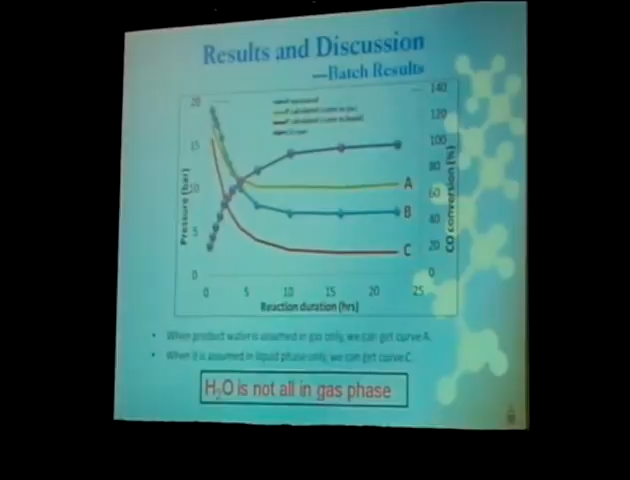 Results and Discussion
—Batch Results
20
15
10
5
0
140
120
100
80
60
40
20
0
Pressure (bar)
CO conversion (%)
A
B
C
0 5 10 15 20 25
Reaction duration (hrs)
• When product water is assumed in gas only, we can get curve A.
• When it is assumed in liquid phase only, we can get curve C.
H₂O is not all in gas phase